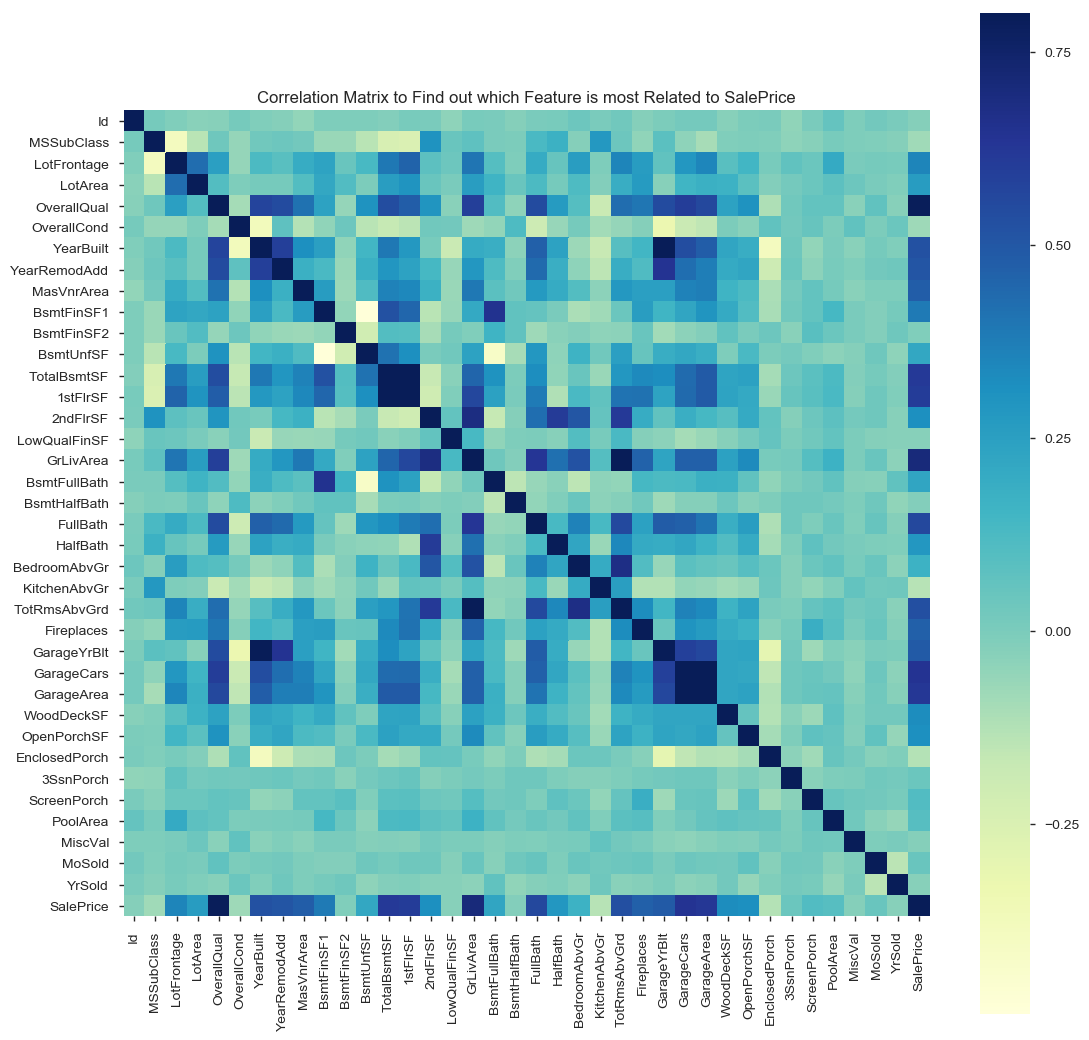 Correlation Matrix to Find out which Feature is most Related to SalePrice
Id
MSSubClass
LotFrontage
LotArea
OverallQual
OverallCond
YearBuilt
YearRemodAdd
MasVnrArea
BsmtFinSF1
BsmtFinSF2
BsmtUnfSF
TotalBsmtSF
1stFlrSF
2ndFlrSF
LowQualFinSF
GrLivArea
BsmtFullBath
BsmtHalfBath
FullBath
HalfBath
BedroomAbvGr
KitchenAbvGr
TotRmsAbvGrd
Fireplaces
GarageYrBlt
GarageCars
GarageArea
WoodDeckSF
OpenPorchSF
EnclosedPorch
3SsnPorch
ScreenPorch
PoolArea
MiscVal
MoSold
YrSold
SalePrice
Id
MSSubClass
LotFrontage
LotArea
OverallQual
OverallCond
YearBuilt
YearRemodAdd
MasVnrArea
BsmtFinSF1
BsmtFinSF2
BsmtUnfSF
TotalBsmtSF
1stFlrSF
2ndFlrSF
LowQualFinSF
GrLivArea
BsmtFullBath
BsmtHalfBath
FullBath
HalfBath
BedroomAbvGr
KitchenAbvGr
TotRmsAbvGrd
Fireplaces
GarageYrBlt
GarageCars
GarageArea
WoodDeckSF
OpenPorchSF
EnclosedPorch
3SsnPorch
ScreenPorch
PoolArea
MiscVal
MoSold
YrSold
SalePrice
0.75
0.50
0.25
0.00
−0.25